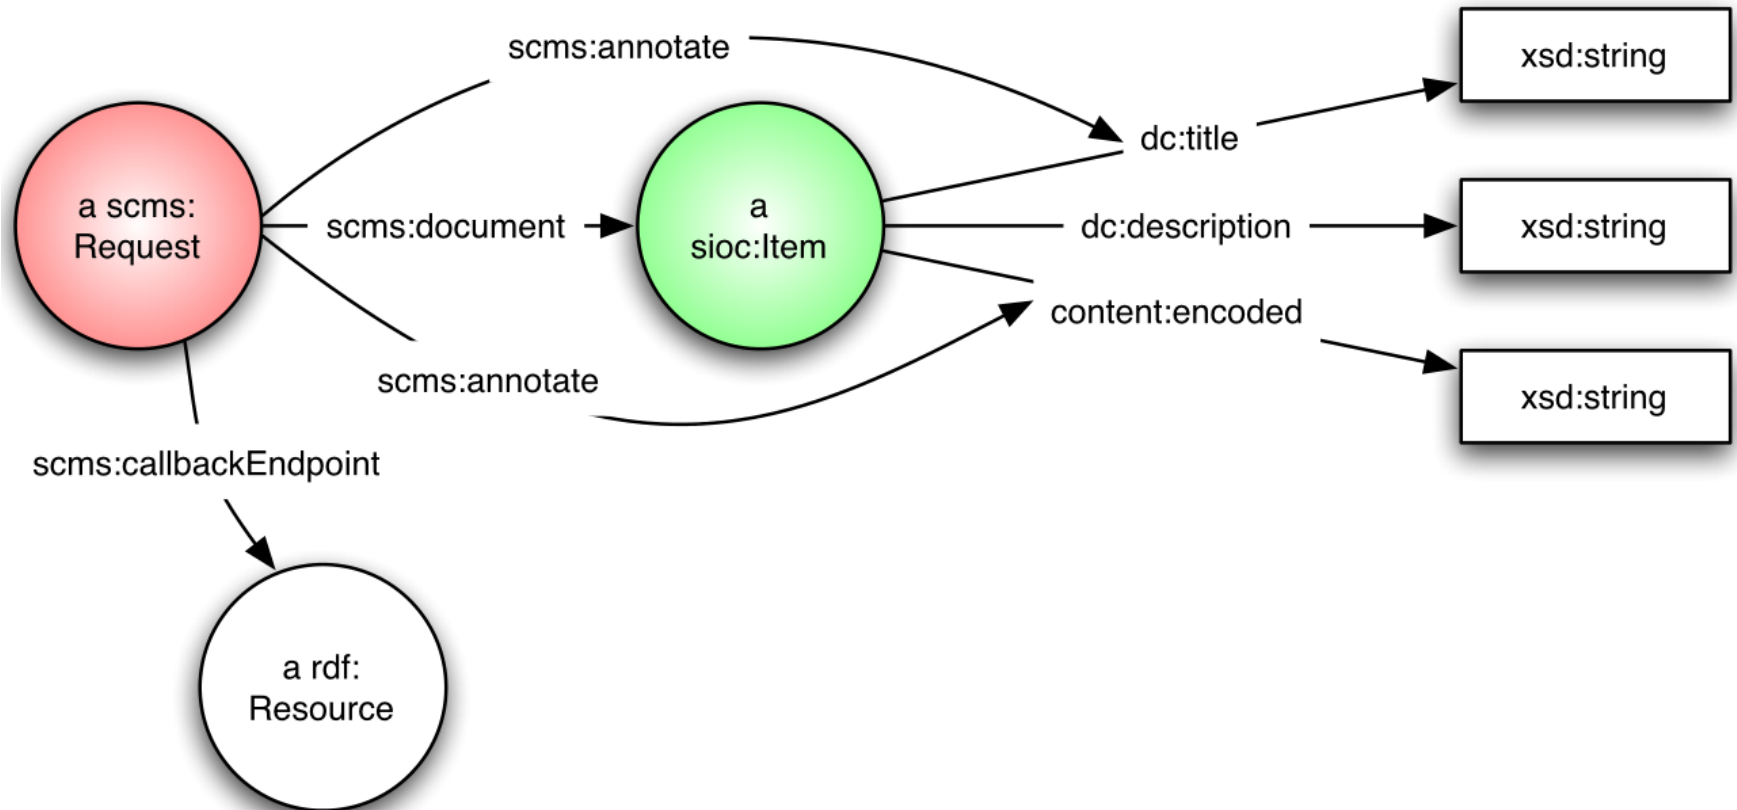 scms:annotate
xsd:string
dc:title
a scms:
Request
scms:document
a
sioc:Item
dc:description
xsd:string
content:encoded
scms:annotate
xsd:string
scms:callbackEndpoint
a rdf:
Resource